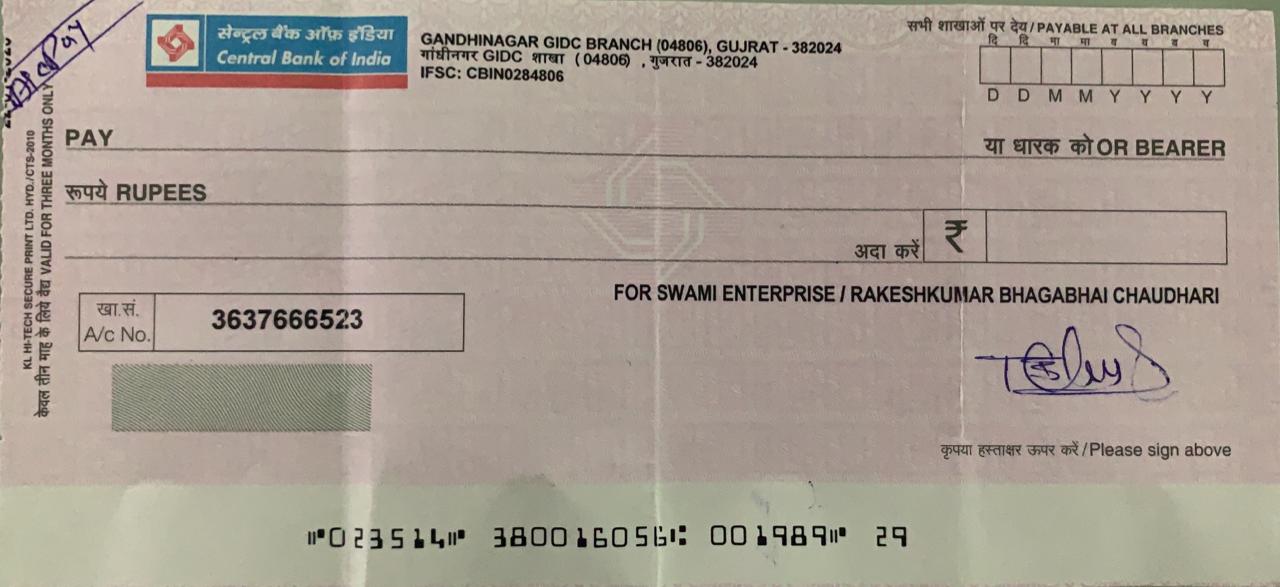 A/c Pay
सेन्ट्रल बैंक ऑफ़ इंडिया
Central Bank of India
GANDHINAGAR GIDC BRANCH (04806), GUJRAT - 382024
गांधीनगर GIDC शाखा (04806) , गुजरात - 382024
IFSC: CBIN0284806
सभी शाखाओं पर देय/PAYABLE AT ALL BRANCHES
दि दि मा मा व व व व
D D M M Y Y Y Y
PAY
या धारक को OR BEARER
रूपये RUPEES
अदा करें ₹
खा.सं.
A/c No. 3637666523
FOR SWAMI ENTERPRISE / RAKESHKUMAR BHAGABHAI CHAUDHARI
कृपया हस्ताक्षर ऊपर करें/Please sign above
KL HI-TECH SECURE PRINT LTD. HYD./CTS-2010
केवल तीन माह के लिये वैद्य VALID FOR THREE MONTHS ONLY
⑈023514⑈ 380016056⑆ 001989⑈ 29